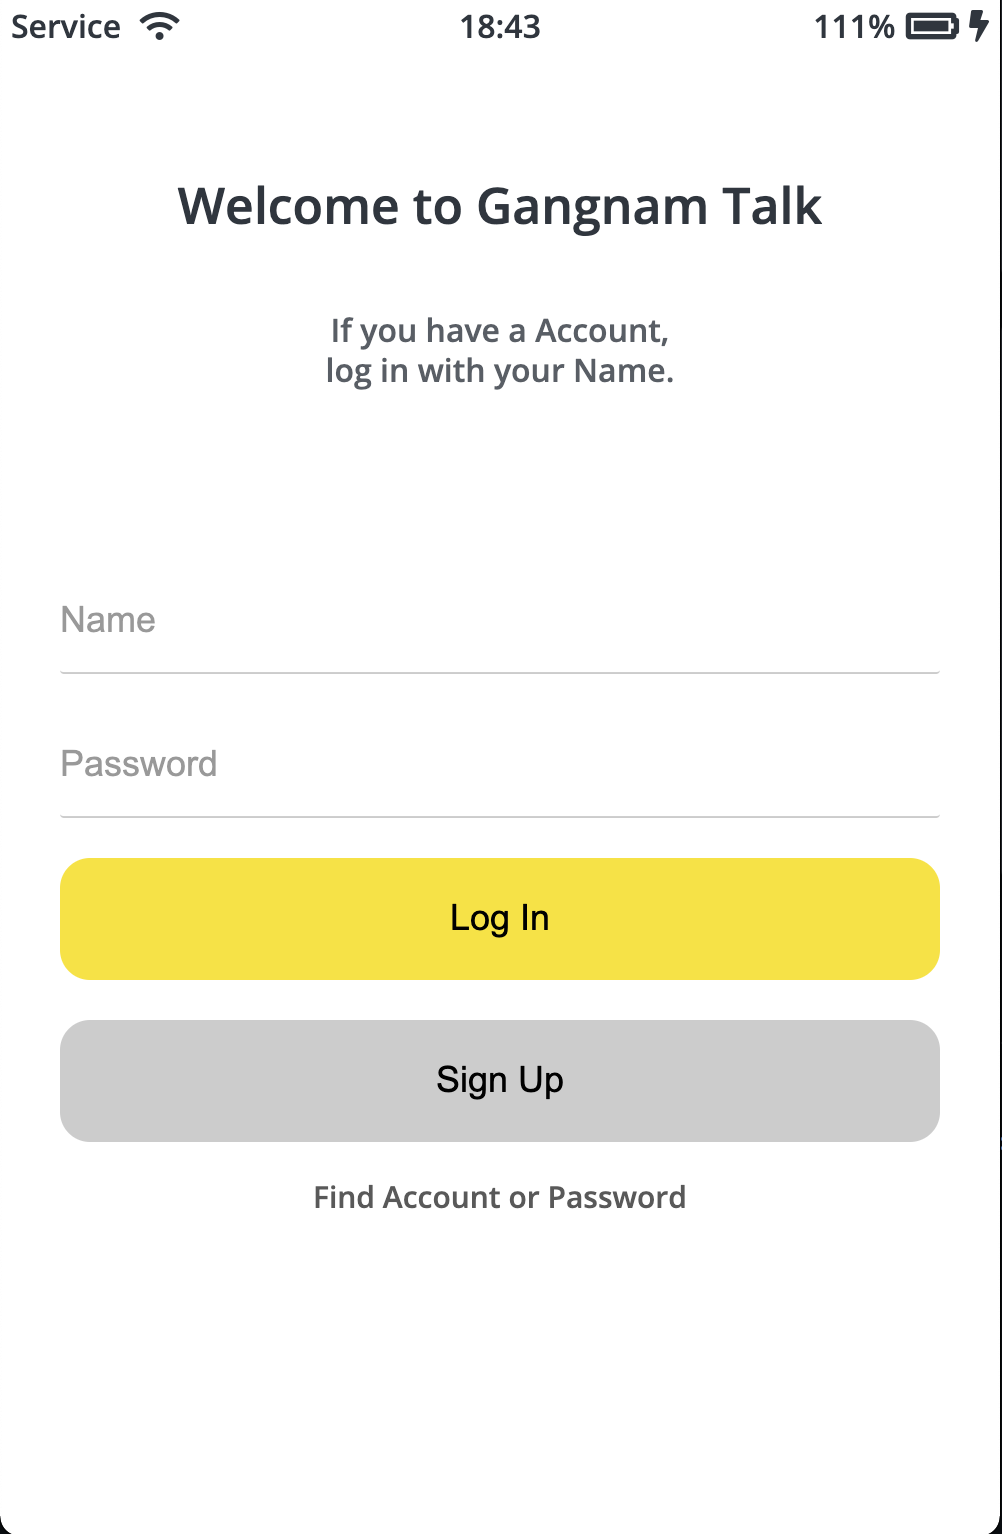 Service 18:43 111%
Welcome to Gangnam Talk
If you have a Account,
log in with your Name.
Name
Password
Log In
Sign Up
Find Account or Password